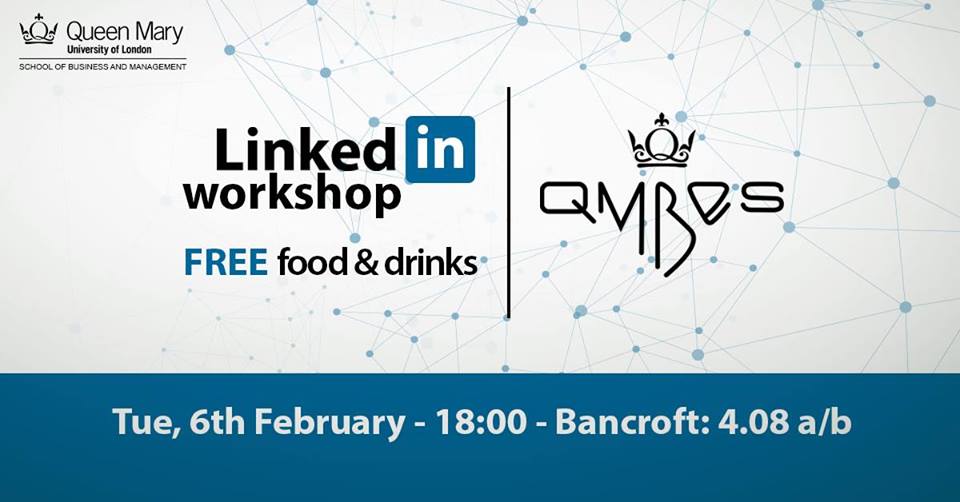 Queen Mary
University of London
SCHOOL OF BUSINESS AND MANAGEMENT
Linked in
workshop
FREE food & drinks
QMBES
Tue, 6th February - 18:00 - Bancroft: 4.08 a/b